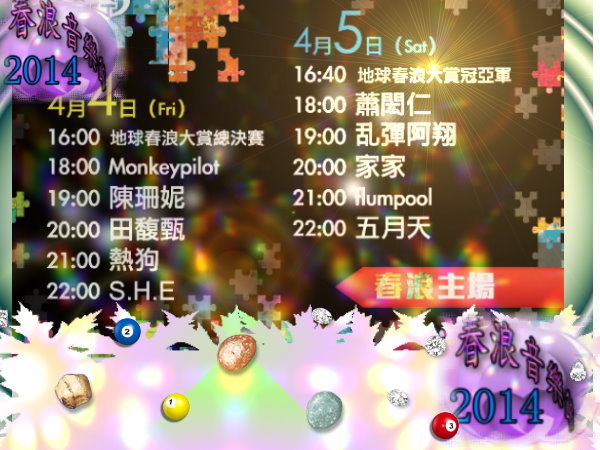 春浪音樂
2014
4月4日（Fri）
16:00 地球春浪大賞總決賽
18:00 Monkeypilot
19:00 陳珊妮
20:00 田馥甄
21:00 熱狗
22:00 S.H.E
4月5日（Sat）
16:40 地球春浪大賞冠亞軍
18:00 蕭閎仁
19:00 乱彈阿翔
20:00 家家
21:00 flumpool
22:00 五月天
春浪主場
春浪音樂
2014
2
1
3